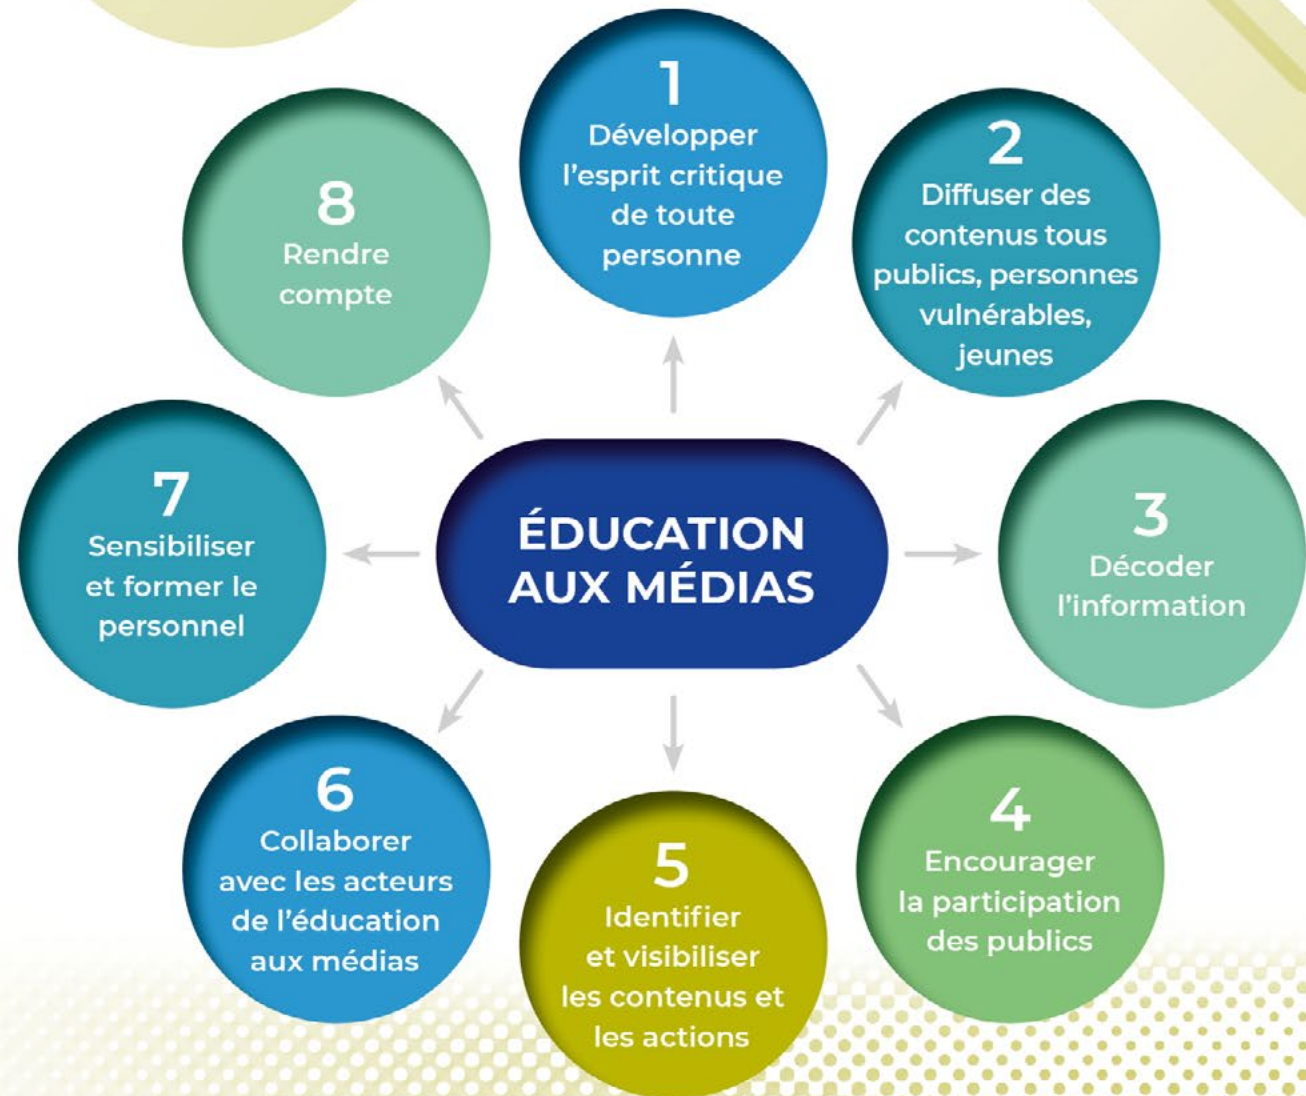 1
Développer
l’esprit critique
de toute
personne
2
Diffuser des
contenus tous
publics, personnes
vulnérables,
jeunes
3
Décoder
l’information
4
Encourager
la participation
des publics
5
Identifier
et visibiliser
les contenus et
les actions
6
Collaborer
avec les acteurs
de l’éducation
aux médias
7
Sensibiliser
et former le
personnel
8
Rendre
compte
ÉDUCATION
AUX MÉDIAS